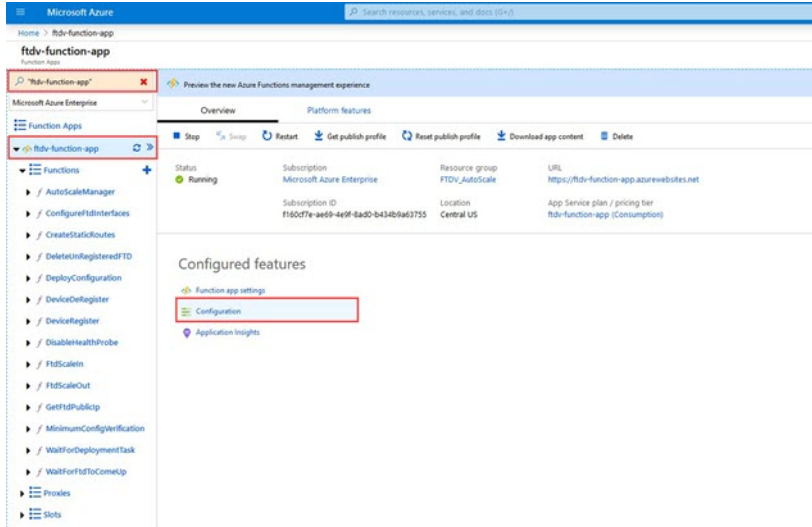 Microsoft Azure
Search resources, services, and docs (G+/)
Home > ftdv-function-app
ftdv-function-app
Function Apps
"ftdv-function-app"
Microsoft Azure Enterprise
Function Apps
ftdv-function-app
Functions
AutoScaleManager
ConfigureFtdInterfaces
CreateStaticRoutes
DeleteUnRegisteredFTD
DeployConfiguration
DeviceDeRegister
DeviceRegister
DisableHealthProbe
FtdScaleIn
FtdScaleOut
GetFtdPublicIp
MinimumConfigVerification
WaitForDeploymentTask
WaitForFtdToComeUp
Proxies
Slots
Preview the new Azure Functions management experience
Overview Platform features
Stop Swap Restart Get publish profile Reset publish profile Download app content Delete
Status Subscription Resource group URL
Running Microsoft Azure Enterprise FTDV_AutoScale https://ftdv-function-app.azurewebsites.net
Subscription ID Location App Service plan / pricing tier
f160cf7e-ae69-4e9f-8ad0-b434b9a63755 Central US ftdv-function-app (Consumption)
Configured features
Function app settings
Configuration
Application Insights